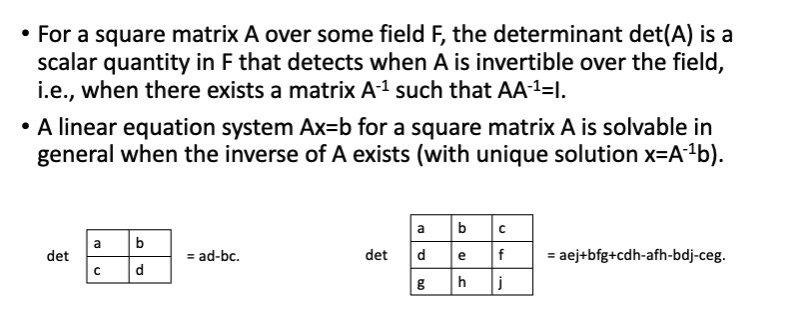 • For a square matrix A over some field F, the determinant det(A) is a
scalar quantity in F that detects when A is invertible over the field,
i.e., when there exists a matrix A⁻¹ such that AA⁻¹=I.
• A linear equation system Ax=b for a square matrix A is solvable in
general when the inverse of A exists (with unique solution x=A⁻¹b).
det
a b
c d
= ad-bc.
det
a b c
d e f
g h j
= aej+bfg+cdh-afh-bdj-ceg.